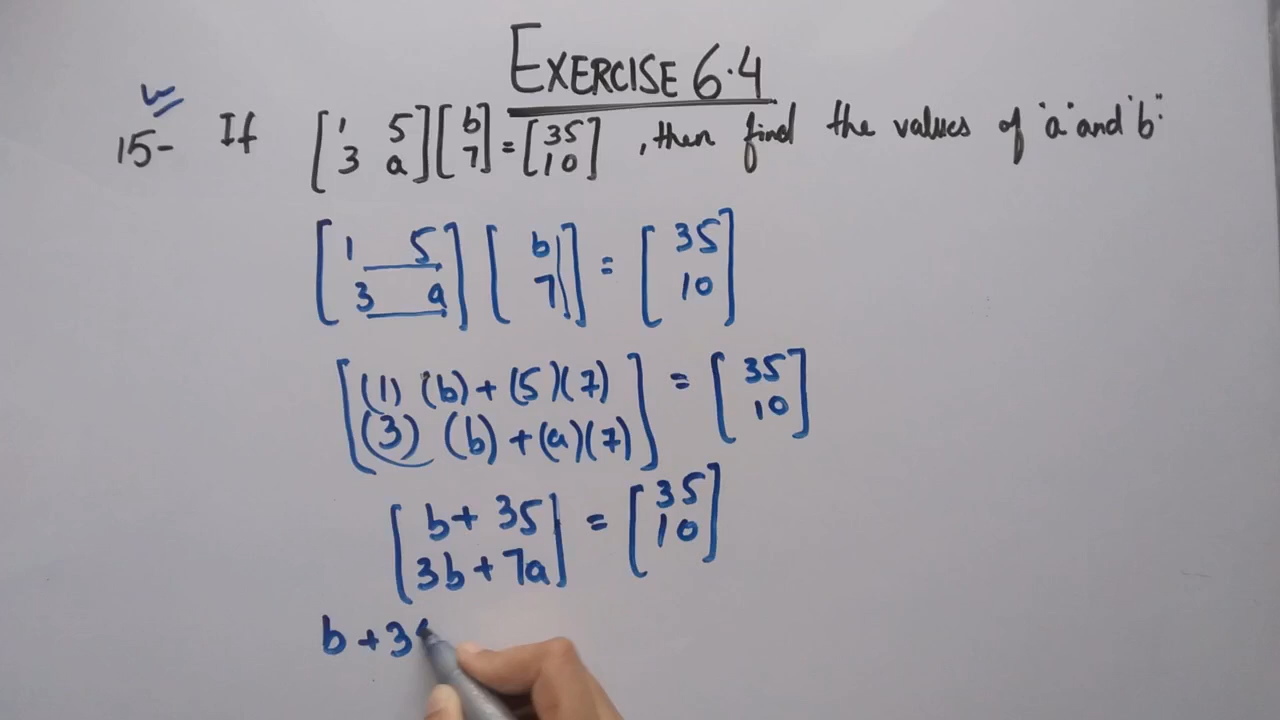 EXERCISE 6.4
15- If [1 5 3 a] [b 7] = [35 10], then find the values of "a" and "b"
[1 5 3 a] [b 7] = [35 10]
[(1) (b) + (5)(7) (3) (b) + (a)(7)] = [35 10]
[b + 35 3b + 7a] = [35 10]
b + 3